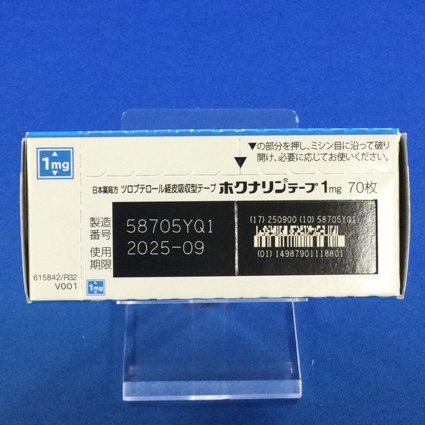 1mg
▼の部分を押し、ミシン目に沿って破り
開け、必要に応じてお使いください。
日本薬局方 ツロブテロール経皮吸収型テープ ホクナリン®テープ1mg 70枚
製造番号 58705YQ1
使用期限 2025-09
(17) 250900 (10) 58705YQ1
(01) 14987901118801
615842/R32
V001
1mg